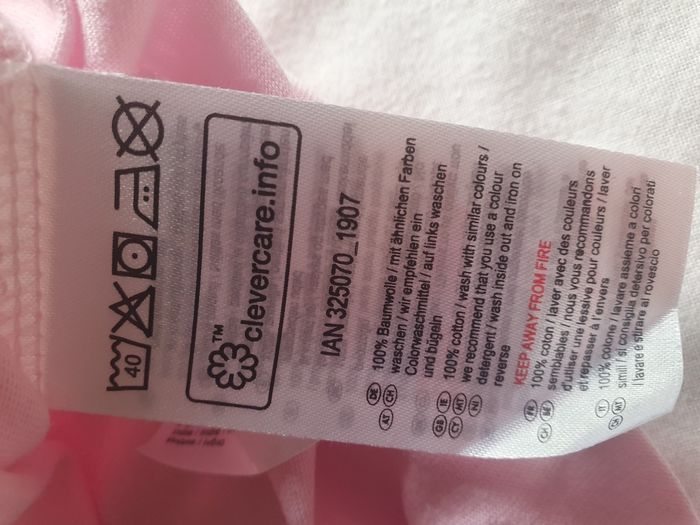 40
TM
clevercare.info
IAN 325070_1907
DE AT CH
100% Baumwolle / mit ähnlichen Farben
waschen / wir empfehlen ein
Colorwaschmittel / auf links waschen
und bügeln
GB IE CY MT NI
100% cotton / wash with similar colours /
we recommend that you use a colour
detergent / wash inside out and iron on
reverse
KEEP AWAY FROM FIRE
FR CH BE
100% coton / laver avec des couleurs
semblables / nous vous recommandons
d'utiliser une lessive pour couleurs / laver
et repasser à l'envers
IT CH MT
100% cotone / lavare assieme a colori
simili / si consiglia detersivo per colorati
/ lavare e stirare al rovescio